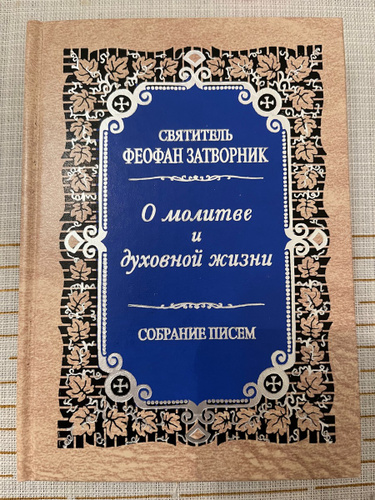 СВЯТИТЕЛЬ
ФЕОФАН ЗАТВОРНИК
О молитве
и
духовной жизни
СОБРАНИЕ ПИСЕМ